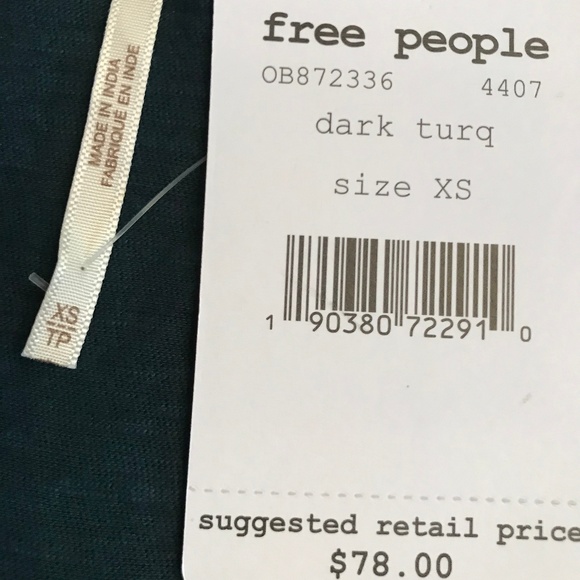 MADE IN INDIA
FABRIQUÉ EN INDE
XS
TP
free people
OB872336 4407
dark turq
size XS
1 90380 72291 0
suggested retail price
$78.00